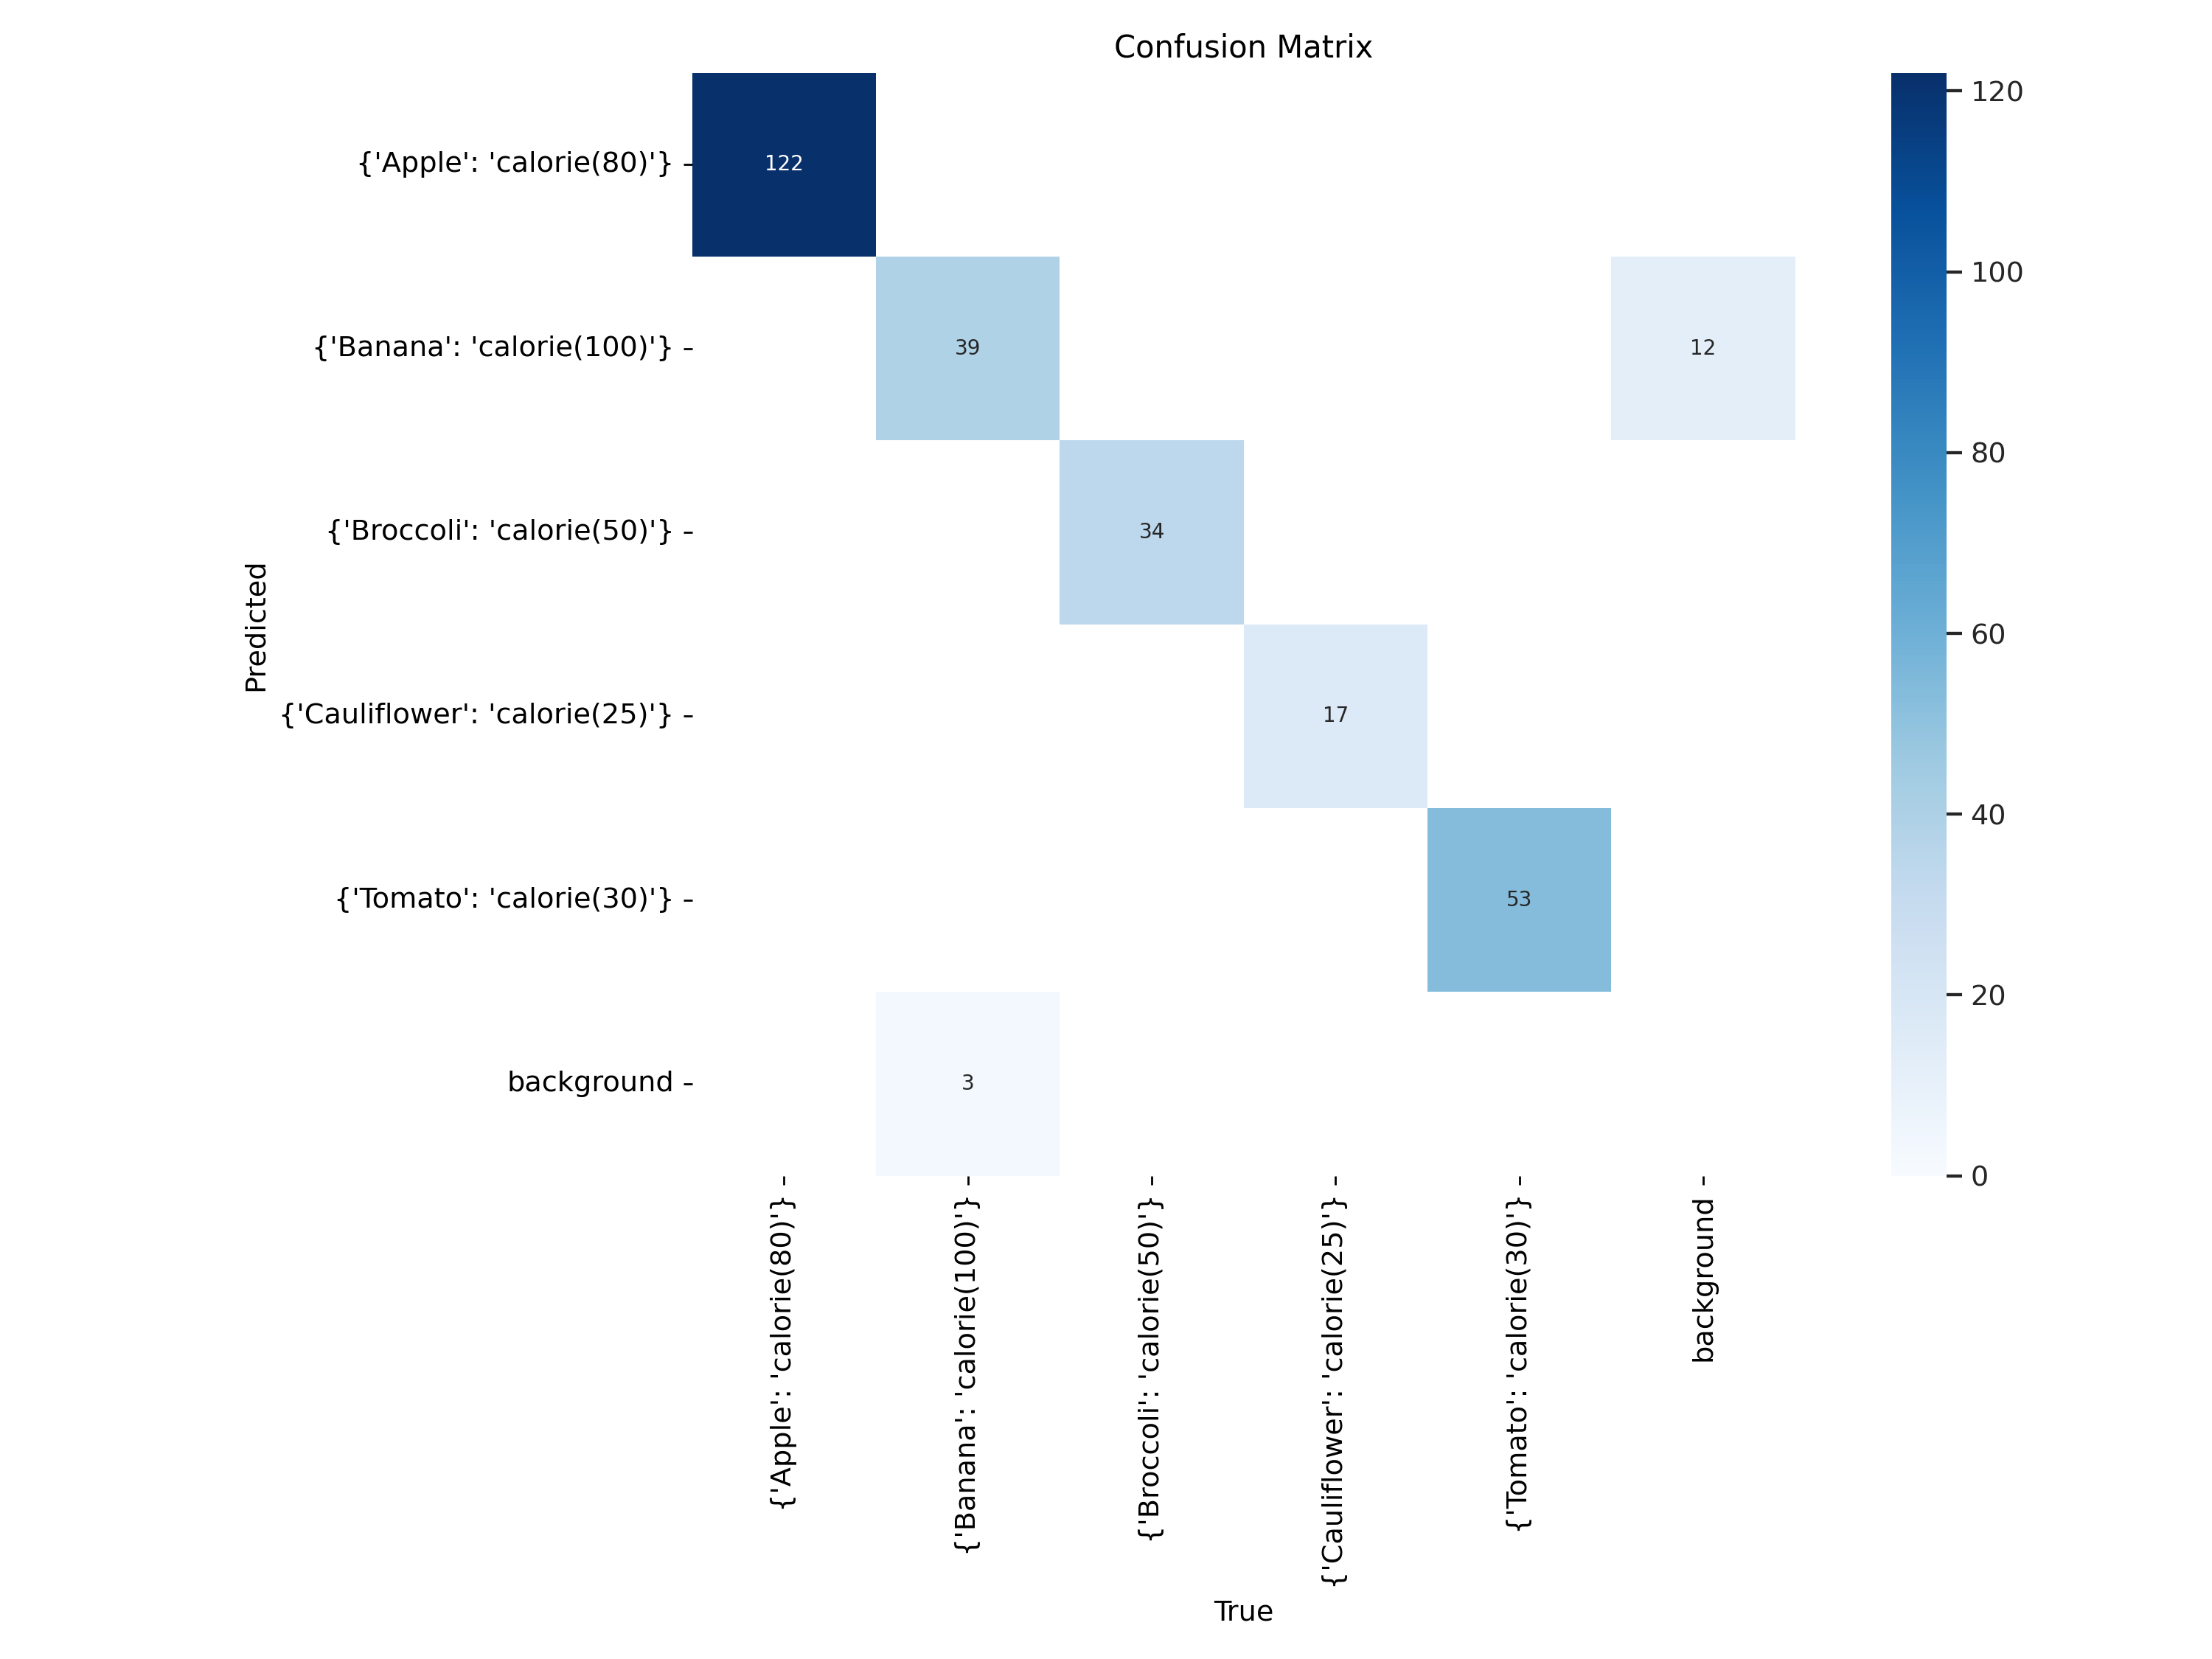 Confusion Matrix
{'Apple': 'calorie(80)'}
122
{'Banana': 'calorie(100)'}
39
12
{'Broccoli': 'calorie(50)'}
34
{'Cauliflower': 'calorie(25)'}
17
{'Tomato': 'calorie(30)'}
53
background
3
Predicted
{'Apple': 'calorie(80)'}
{'Banana': 'calorie(100)'}
{'Broccoli': 'calorie(50)'}
{'Cauliflower': 'calorie(25)'}
{'Tomato': 'calorie(30)'}
background
True
120
100
80
60
40
20
0